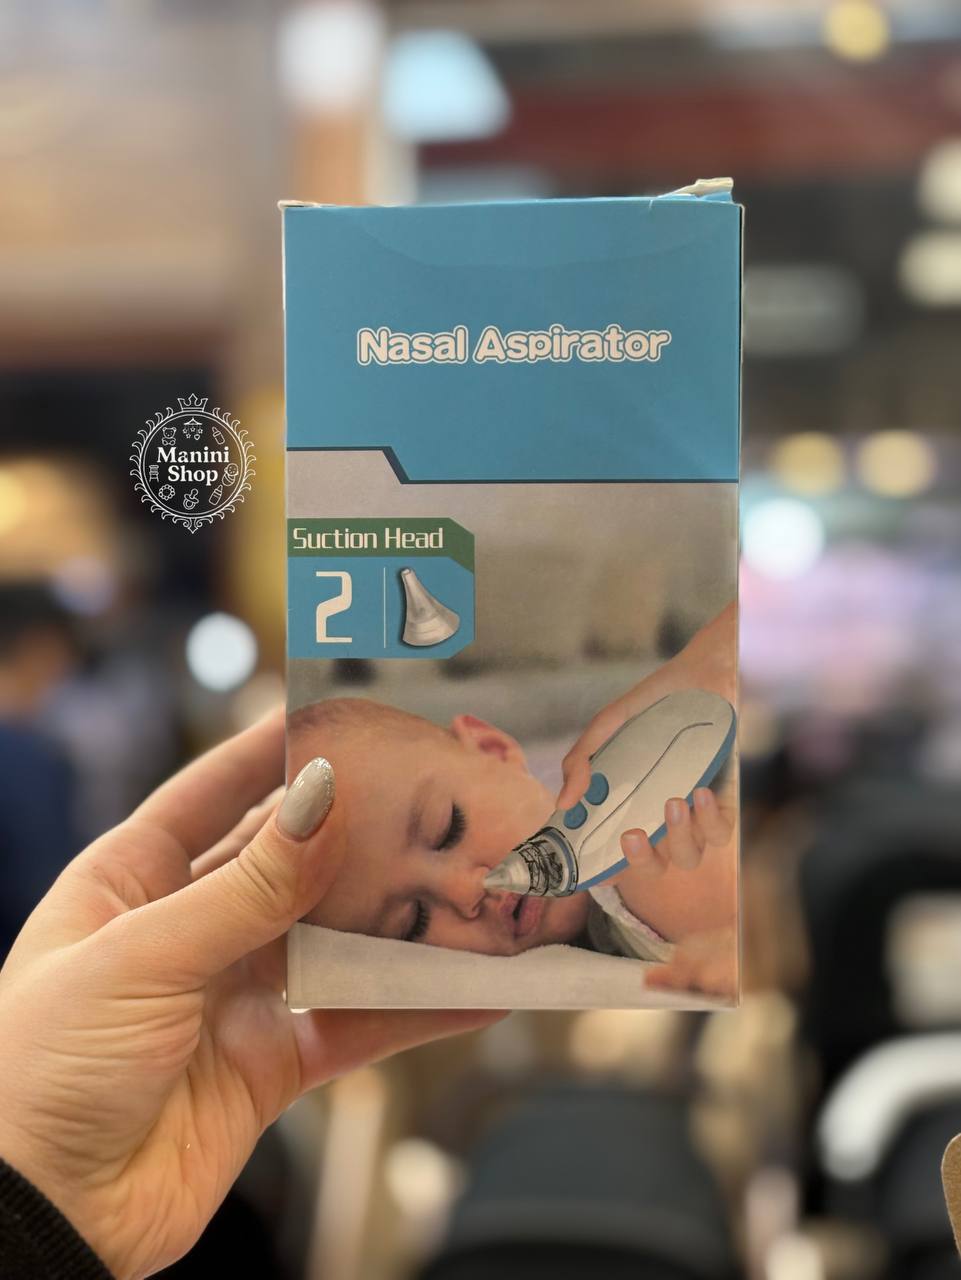 Nasal Aspirator
Manini
Shop
Suction Head
2